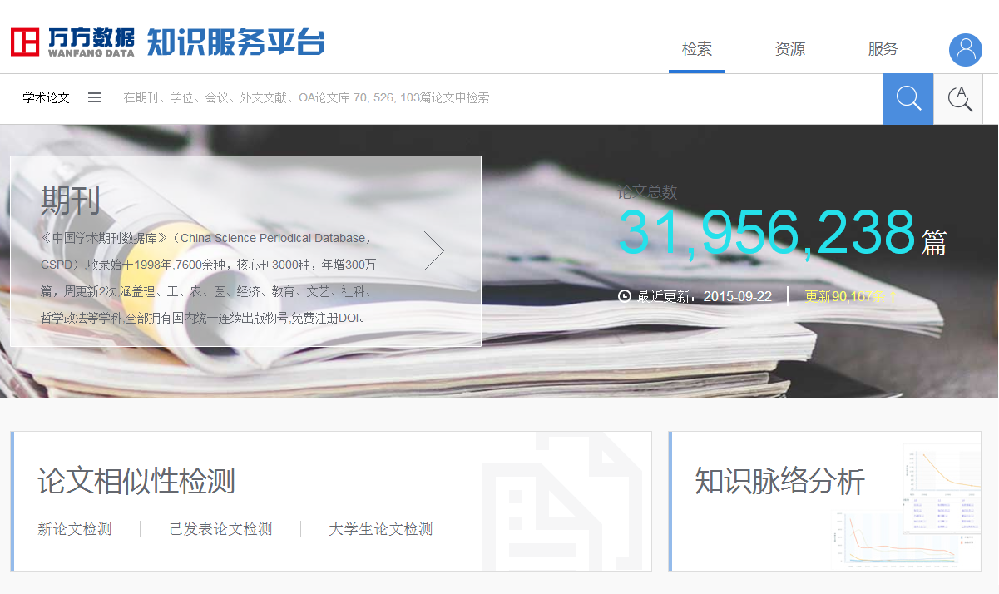 万方数据
WANFANG DATA
知识服务平台
检索
资源
服务
学术论文
在期刊、学位、会议、外文文献、OA论文库 70, 526, 103篇论文中检索
A
期刊
《中国学术期刊数据库》（China Science Periodical Database，
CSPD）,收录始于1998年,7600余种，核心刊3000种，年增300万
篇，周更新2次,涵盖理、工、农、医、经济、教育、文艺、社科、
哲学政法等学科,全部拥有国内统一连续出版物号,免费注册DOI。
论文总数
31,956,238篇
最近更新：2015-09-22
更新90,167条 ↑
论文相似性检测
新论文检测
已发表论文检测
大学生论文检测
知识脉络分析